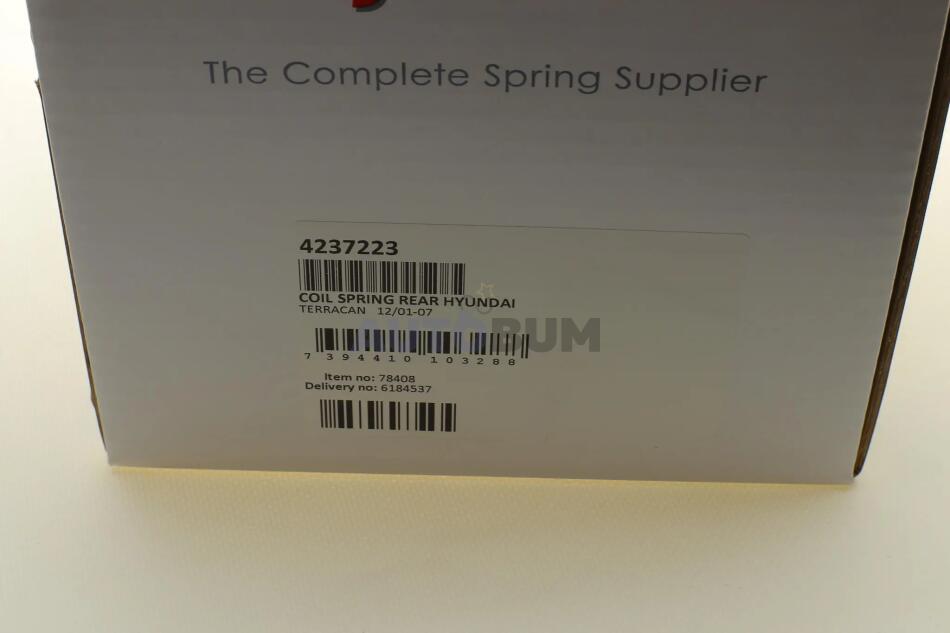 The Complete Spring Supplier
4237223
COIL SPRING REAR HYUNDAI
TERRACAN 12/01-07
AUTOBUM
7 394410 103288
Item no: 78408
Delivery no: 6184537